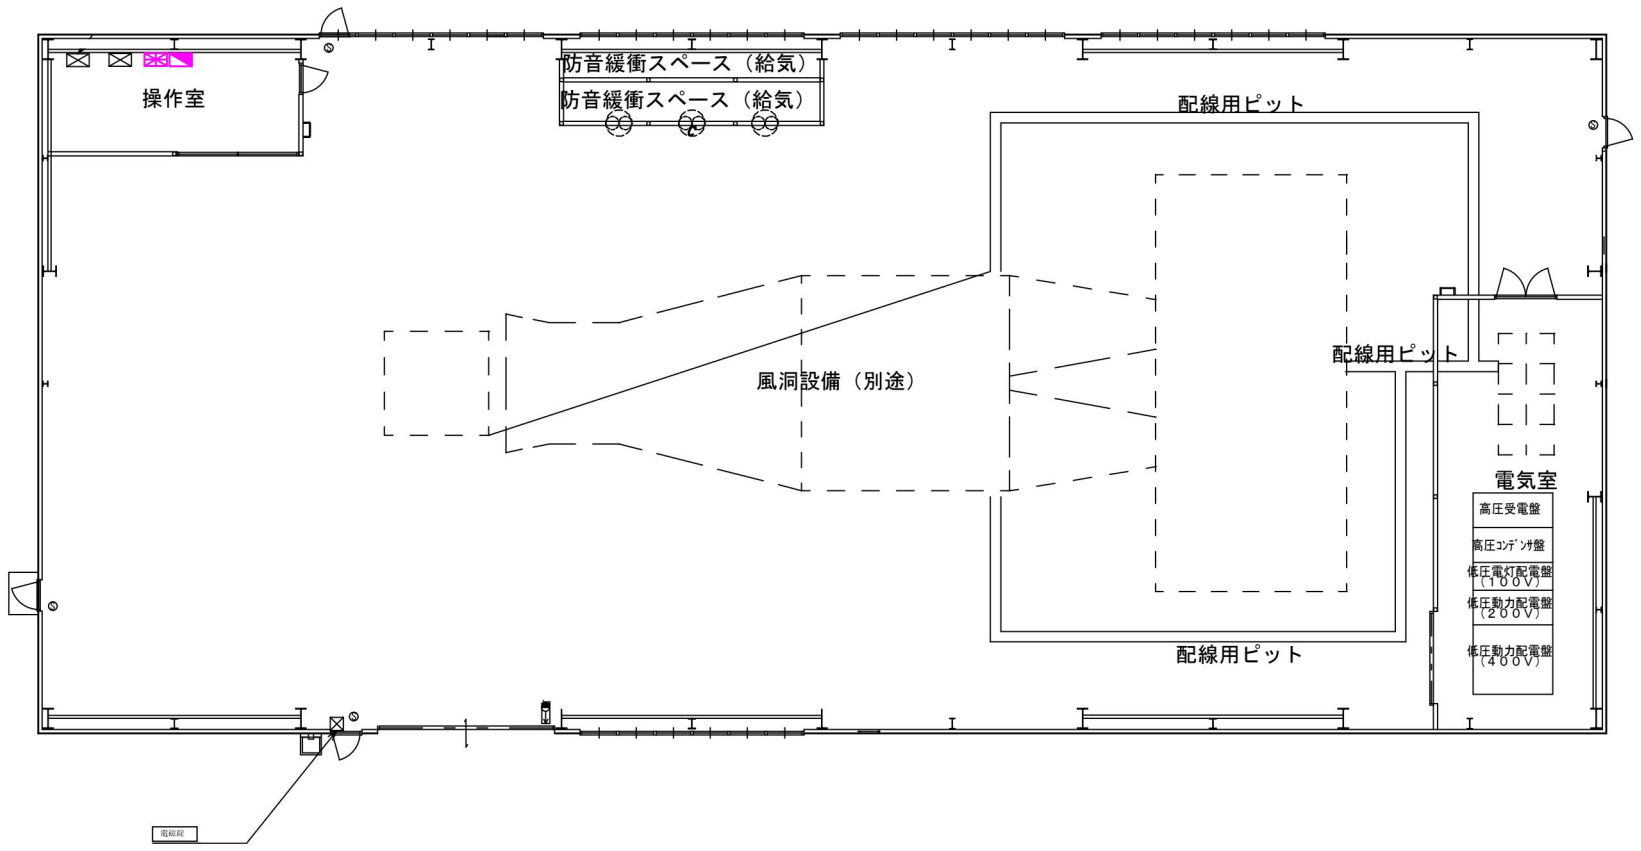 防音緩衝スペース（給気）
操作室
防音緩衝スペース（給気）
配線用ピット
配線用ピット
風洞設備（別途）
電気室
高圧受電盤
高圧ｺﾝﾃﾞﾝｻ盤
低圧電灯配電盤
（１００Ｖ）
低圧動力配電盤
（２００Ｖ）
低圧動力配電盤
（４００Ｖ）
配線用ピット
電磁錠